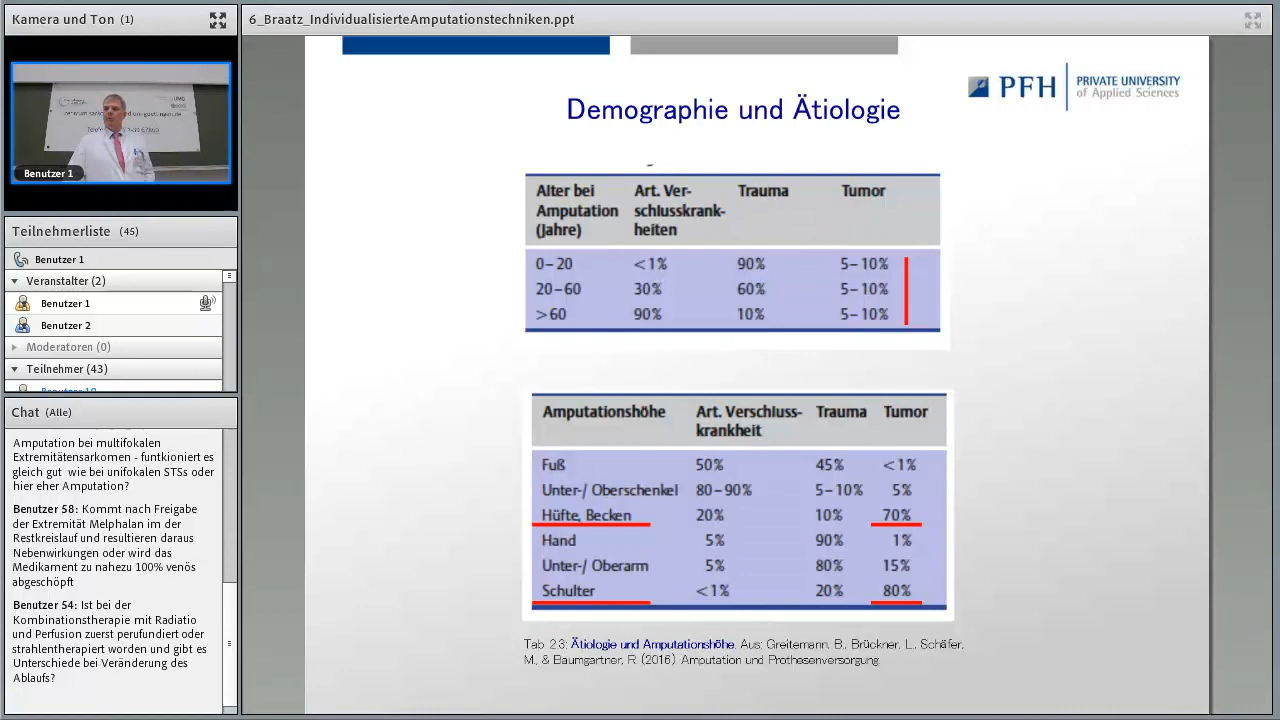 Kamera und Ton (1)
Benutzer 1
Teilnehmerliste (45)
Benutzer 1
Veranstalter (2)
Benutzer 1
Benutzer 2
Moderatoren (0)
Teilnehmer (43)
Chat (Alle)
Amputation bei multifokalen
Extremitätensarkomen - funtkioniert es
gleich gut wie bei unifokalen STSs oder
hier eher Amputation?
Benutzer 58: Kommt nach Freigabe
der Extremität Melphalan im der
Restkreislauf und resultieren daraus
Nebenwirkungen oder wird das
Medikament zu nahezu 100% venös
abgeschöpft
Benutzer 54: Ist bei der
Kombinationstherapie mit Radiatio
und Perfusion zuerst perufundiert oder
strahlentherapiert worden und gibt es
Unterschiede bei Veränderung des
Ablaufs?
6_Braatz_IndividualisierteAmputationstechniken.ppt
PFH PRIVATE UNIVERSITY
of Applied Sciences
Demographie und Ätiologie
Alter bei Art. Ver- Trauma Tumor
Amputation schlusskrank-
(Jahre) heiten
0–20 <1% 90% 5–10%
20–60 30% 60% 5–10%
>60 90% 10% 5–10%
Amputationshöhe Art. Verschluss- Trauma Tumor
krankheit
Fuß 50% 45% <1%
Unter-/ Oberschenkel 80–90% 5–10% 5%
Hüfte, Becken 20% 10% 70%
Hand 5% 90% 1%
Unter-/ Oberarm 5% 80% 15%
Schulter <1% 20% 80%
Tab 2.3: Ätiologie und Amputationshöhe. Aus: Greitemann, B., Brückner, L., Schäfer,
M., & Baumgartner, R (2016) Amputation und Prothesenversorgung